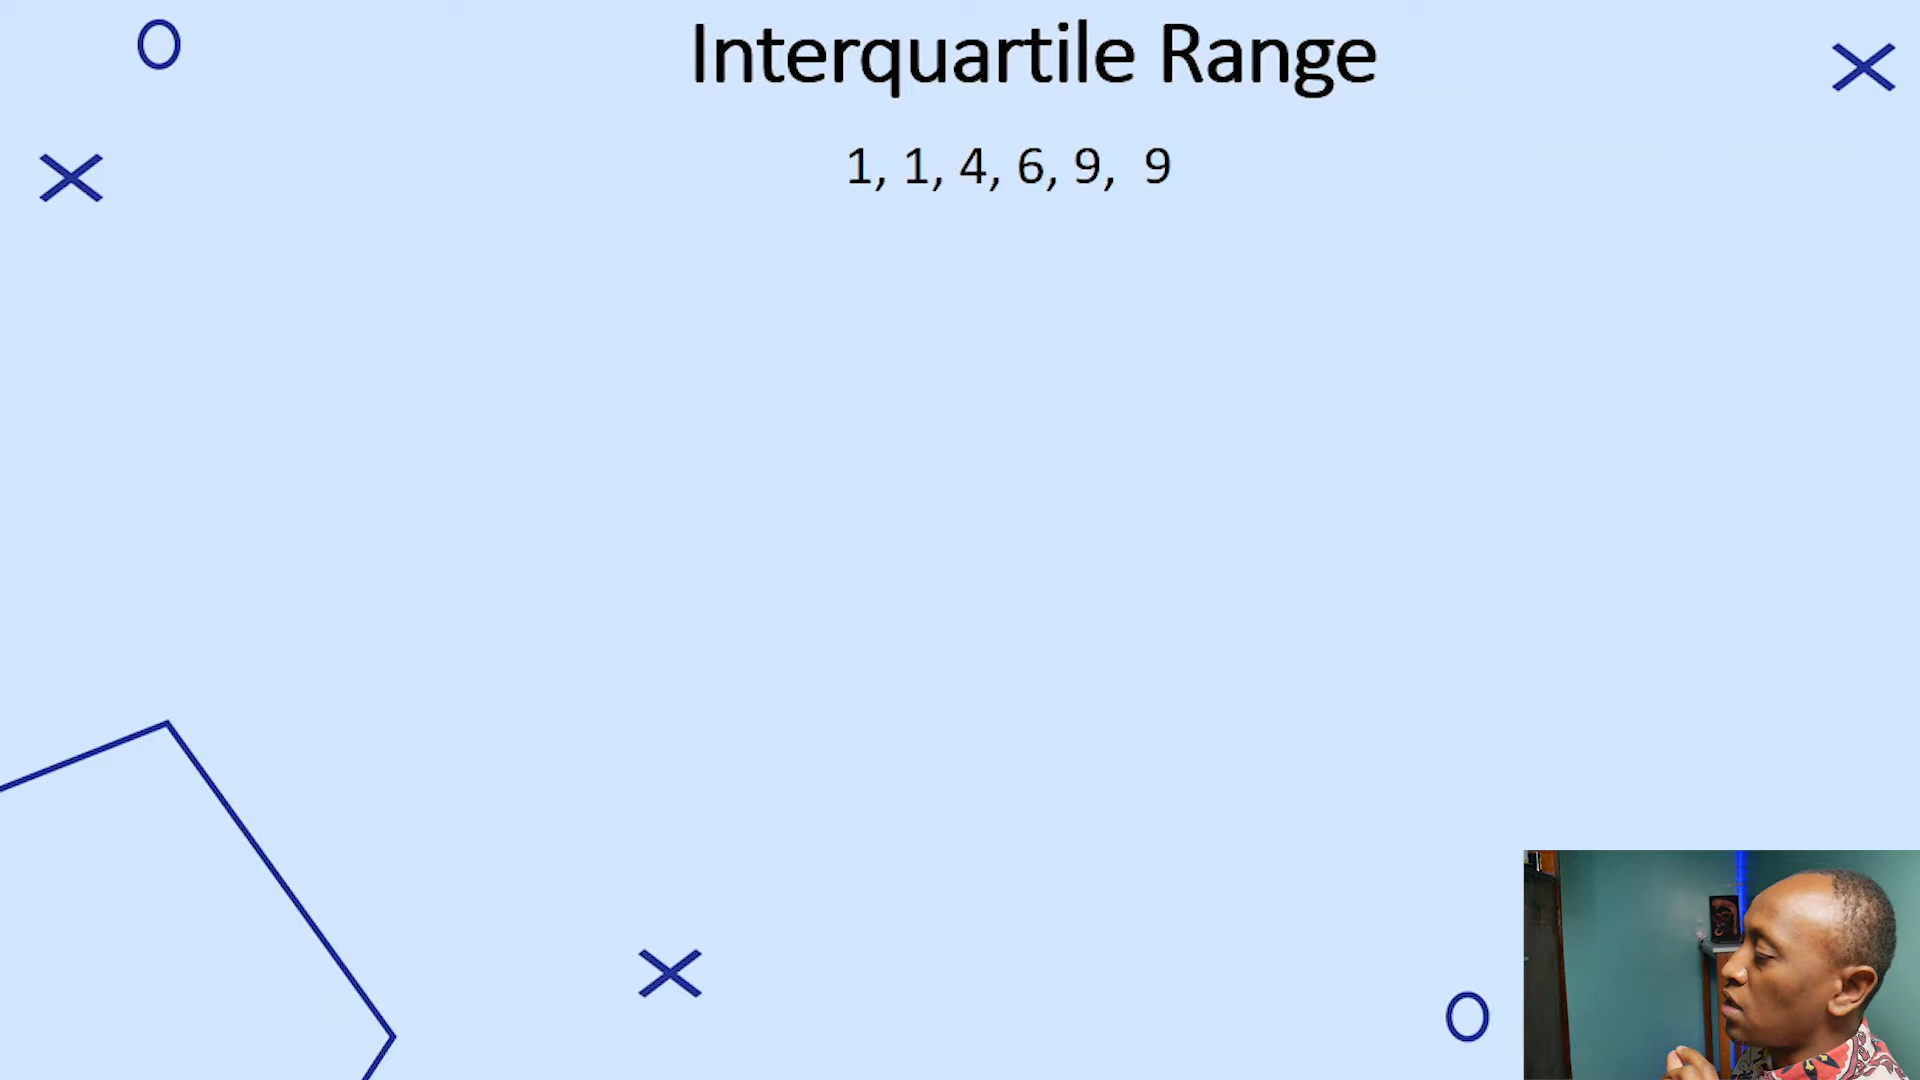 Interquartile Range
1, 1, 4, 6, 9, 9